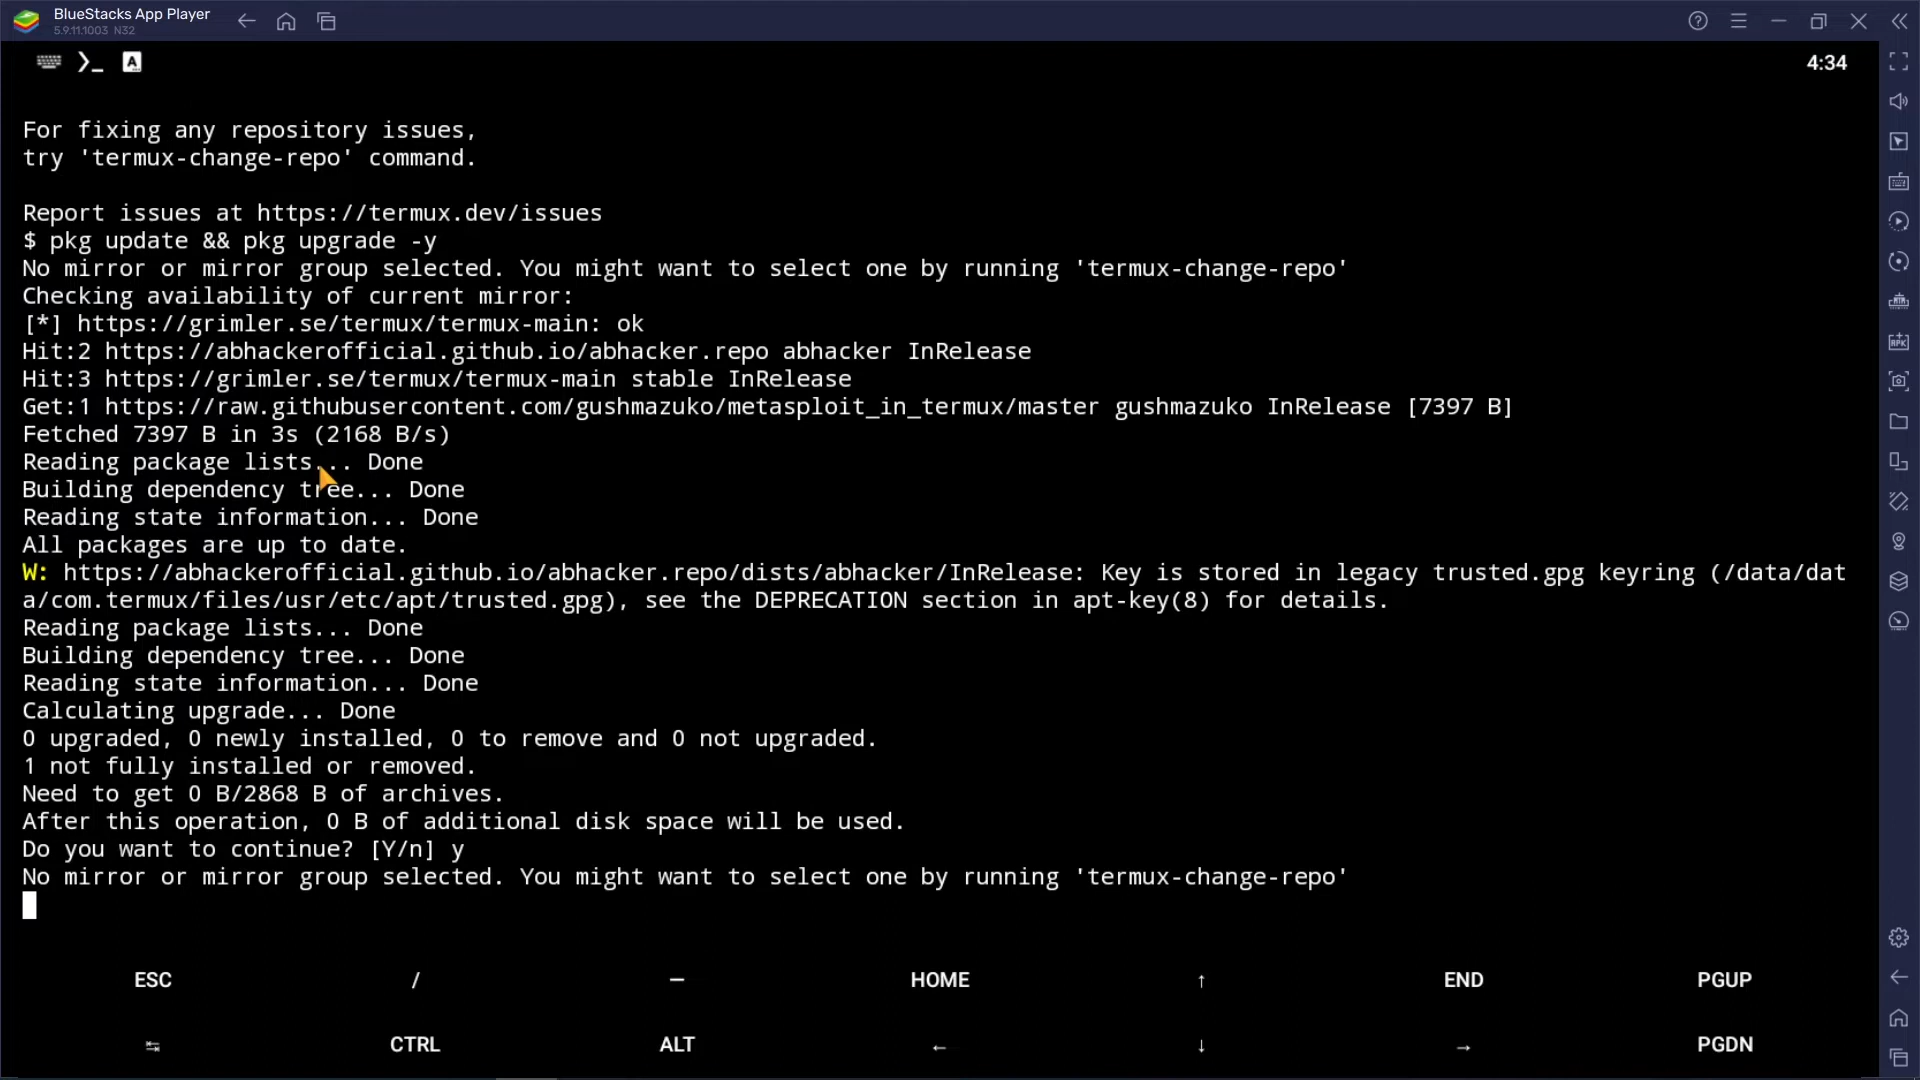 BlueStacks App Player
5.9.11.1003 N32
A
4:34
For fixing any repository issues,
try 'termux-change-repo' command.
Report issues at https://termux.dev/issues
$ pkg update && pkg upgrade -y
No mirror or mirror group selected. You might want to select one by running 'termux-change-repo'
Checking availability of current mirror:
[*] https://grimler.se/termux/termux-main: ok
Hit:2 https://abhackerofficial.github.io/abhacker.repo abhacker InRelease
Hit:3 https://grimler.se/termux/termux-main stable InRelease
Get:1 https://raw.githubusercontent.com/gushmazuko/metasploit_in_termux/master gushmazuko InRelease [7397 B]
Fetched 7397 B in 3s (2168 B/s)
Reading package lists... Done
Building dependency tree... Done
Reading state information... Done
All packages are up to date.
W: https://abhackerofficial.github.io/abhacker.repo/dists/abhacker/InRelease: Key is stored in legacy trusted.gpg keyring (/data/dat
a/com.termux/files/usr/etc/apt/trusted.gpg), see the DEPRECATION section in apt-key(8) for details.
Reading package lists... Done
Building dependency tree... Done
Reading state information... Done
Calculating upgrade... Done
0 upgraded, 0 newly installed, 0 to remove and 0 not upgraded.
1 not fully installed or removed.
Need to get 0 B/2868 B of archives.
After this operation, 0 B of additional disk space will be used.
Do you want to continue? [Y/n] y
No mirror or mirror group selected. You might want to select one by running 'termux-change-repo'
ESC / — HOME ↑ END PGUP
↹ CTRL ALT ← ↓ → PGDN